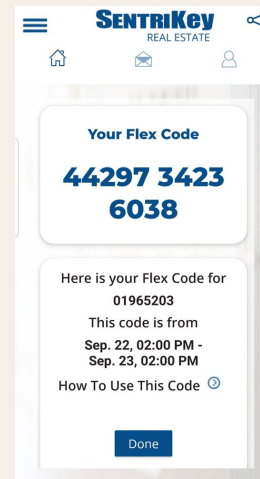 SENTRIKEY
REAL ESTATE
Your Flex Code
44297 3423
6038
Here is your Flex Code for
01965203
This code is from
Sep. 22, 02:00 PM -
Sep. 23, 02:00 PM
How To Use This Code
Done